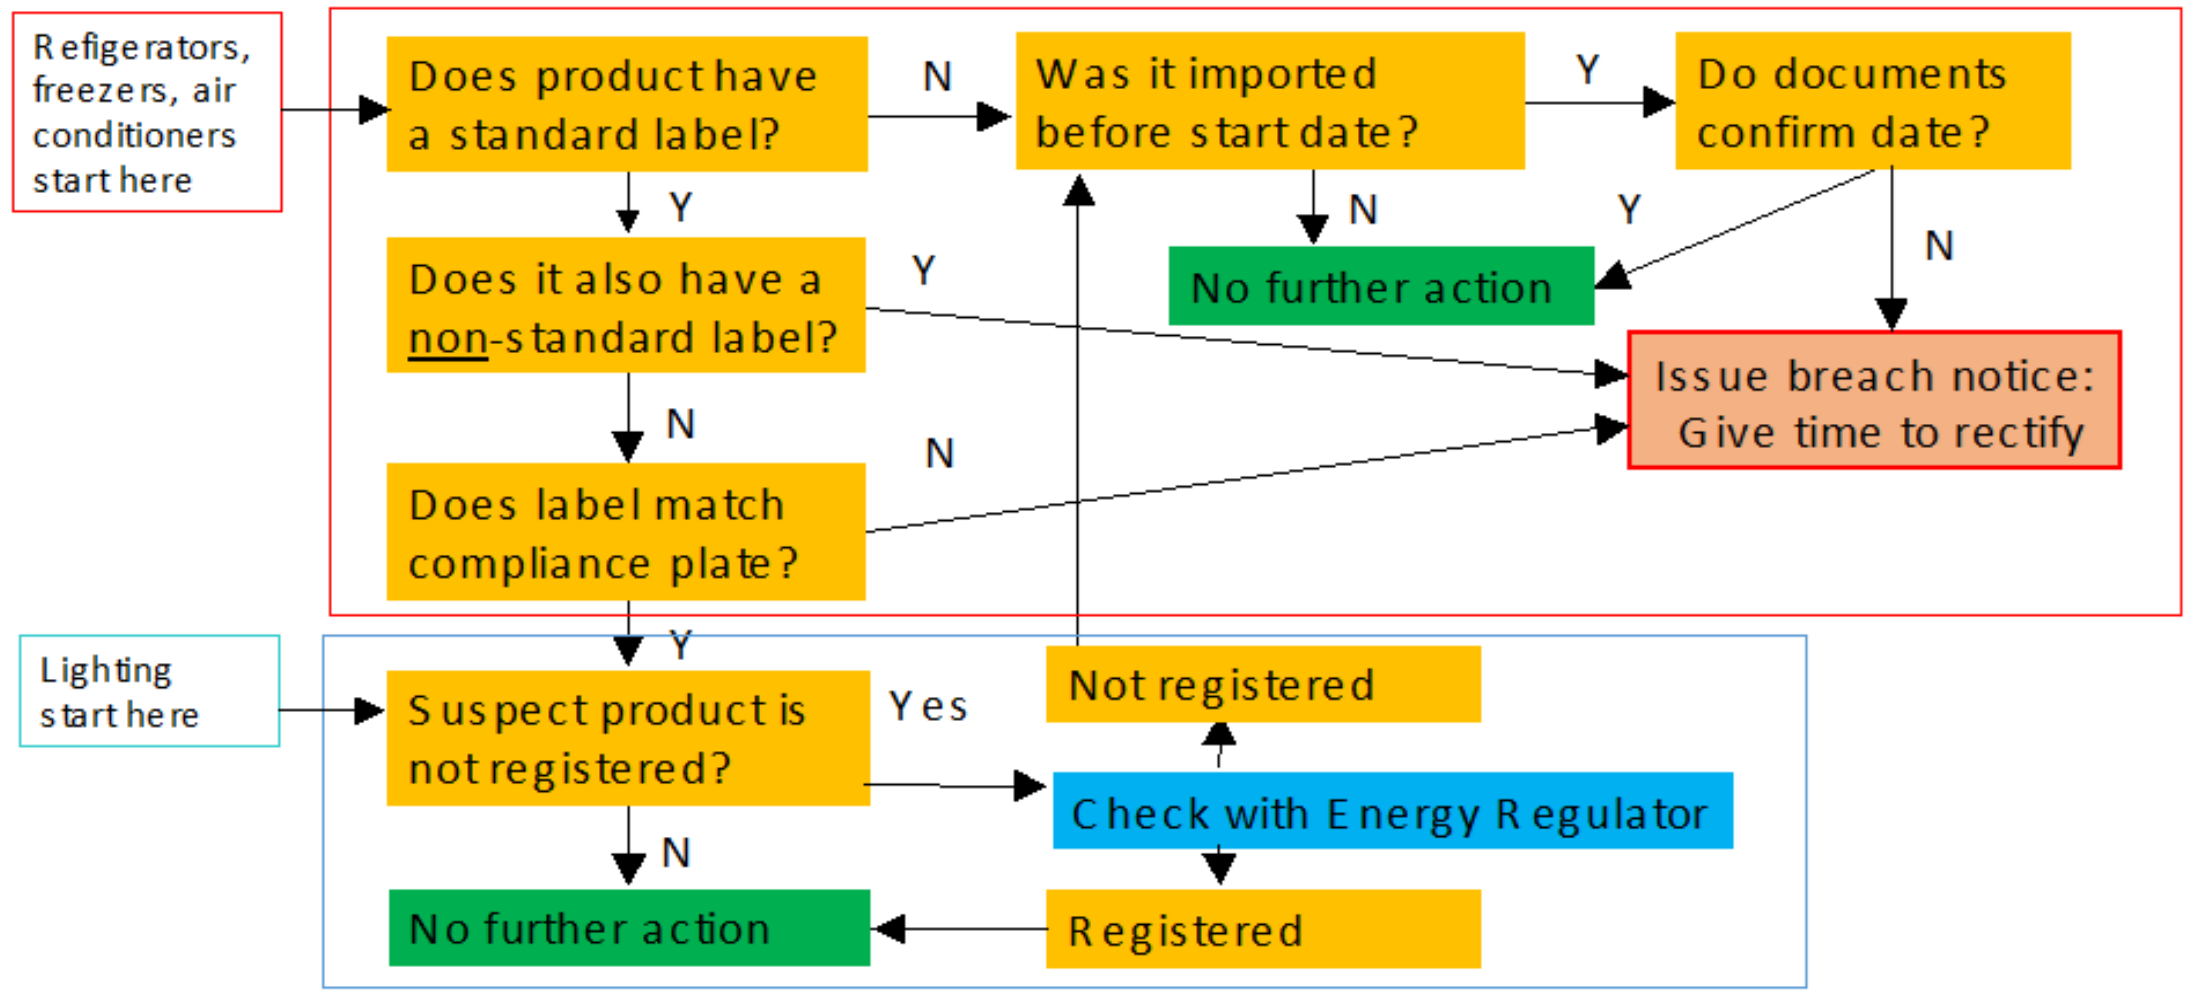 Refigerators,
freezers, air
conditioners
start here
Does product have
a standard label?
N
Was it imported
before start date?
Y
Do documents
confirm date?
Y
N
Y
N
No further action
Does it also have a
non-standard label?
Y
Issue breach notice:
Give time to rectify
N
N
Does label match
compliance plate?
Y
Lighting
start here
Suspect product is
not registered?
Yes
Not registered
Check with Energy Regulator
N
No further action
Registered